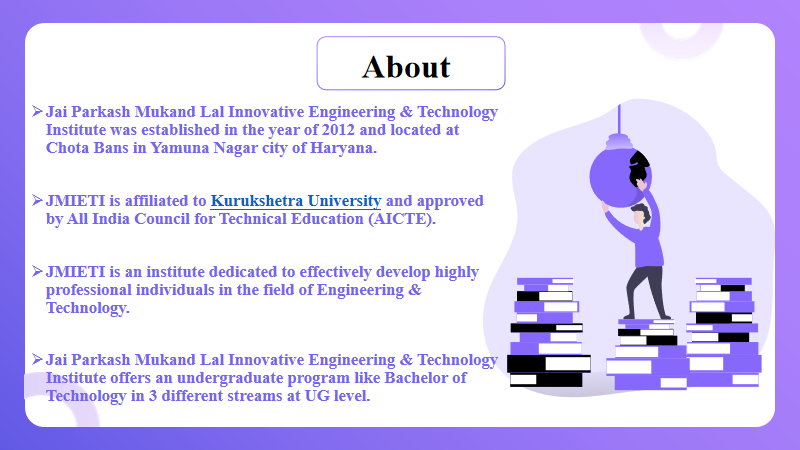 About
➢Jai Parkash Mukand Lal Innovative Engineering & Technology
Institute was established in the year of 2012 and located at
Chota Bans in Yamuna Nagar city of Haryana.
➢JMIETI is affiliated to Kurukshetra University and approved
by All India Council for Technical Education (AICTE).
➢JMIETI is an institute dedicated to effectively develop highly
professional individuals in the field of Engineering &
Technology.
➢Jai Parkash Mukand Lal Innovative Engineering & Technology
Institute offers an undergraduate program like Bachelor of
Technology in 3 different streams at UG level.